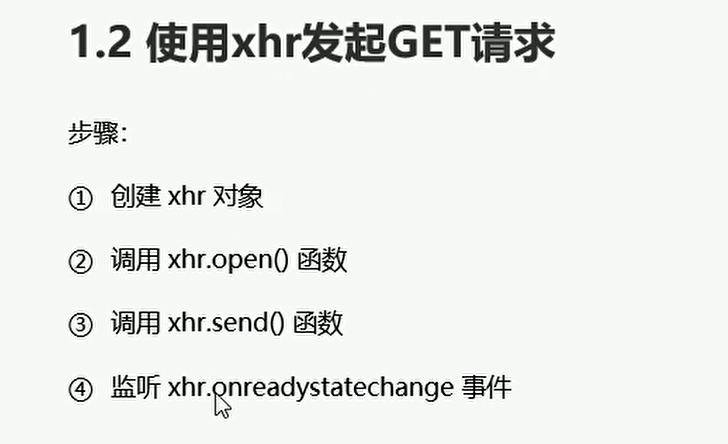 1.2 使用xhr发起GET请求
步骤：
① 创建 xhr 对象
② 调用 xhr.open() 函数
③ 调用 xhr.send() 函数
④ 监听 xhr.onreadystatechange 事件